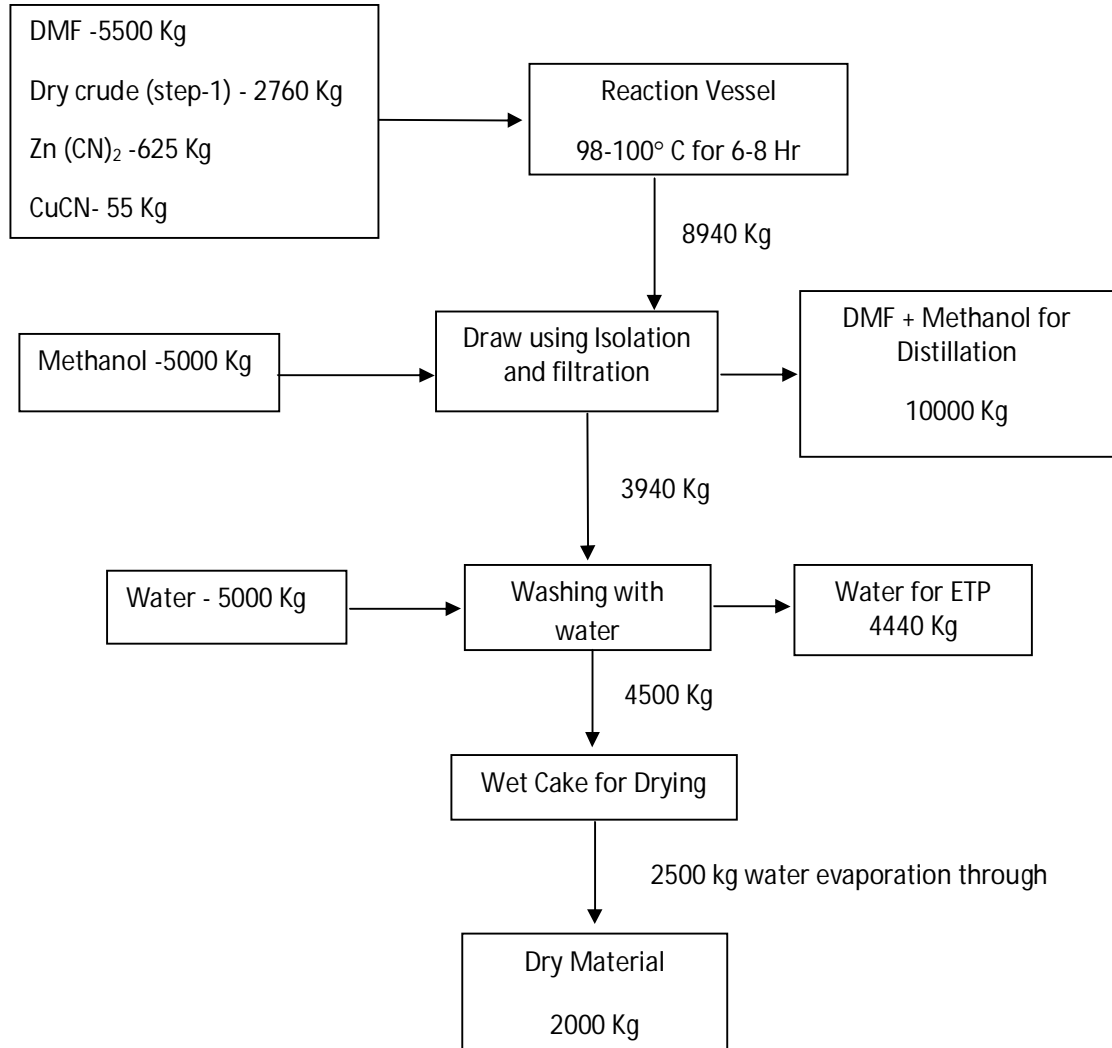 DMF -5500 Kg
Dry crude (step-1) - 2760 Kg
Zn (CN)₂ -625 Kg
CuCN- 55 Kg
Reaction Vessel
98-100° C for 6-8 Hr
8940 Kg
Methanol -5000 Kg
Draw using Isolation
and filtration
DMF + Methanol for
Distillation
10000 Kg
3940 Kg
Water - 5000 Kg
Washing with
water
Water for ETP
4440 Kg
4500 Kg
Wet Cake for Drying
2500 kg water evaporation through
Dry Material
2000 Kg